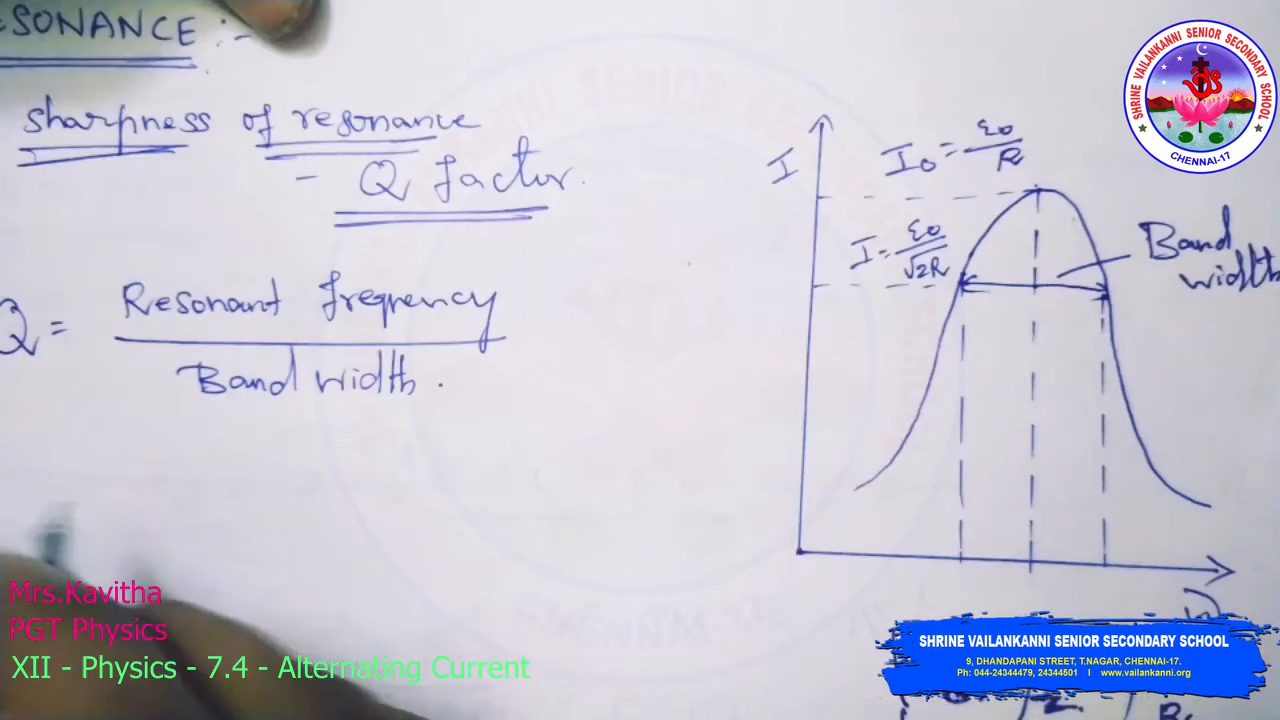 ESONANCE :-
sharpness of resonance
- Q factor.
Q = Resonant frequency
Band width.
I
I₀ = ε₀/R
I = ε₀/√2R
Band
width
SHRINE VAILANKANNI SENIOR SECONDARY SCHOOL
CHENNAI-17
Mrs.Kavitha
PGT Physics
XII - Physics - 7.4 - Alternating Current
SHRINE VAILANKANNI SENIOR SECONDARY SCHOOL
9, DHANDAPANI STREET, T.NAGAR, CHENNAI-17.
Ph: 044-24344479, 24344501 I www.vailankanni.org